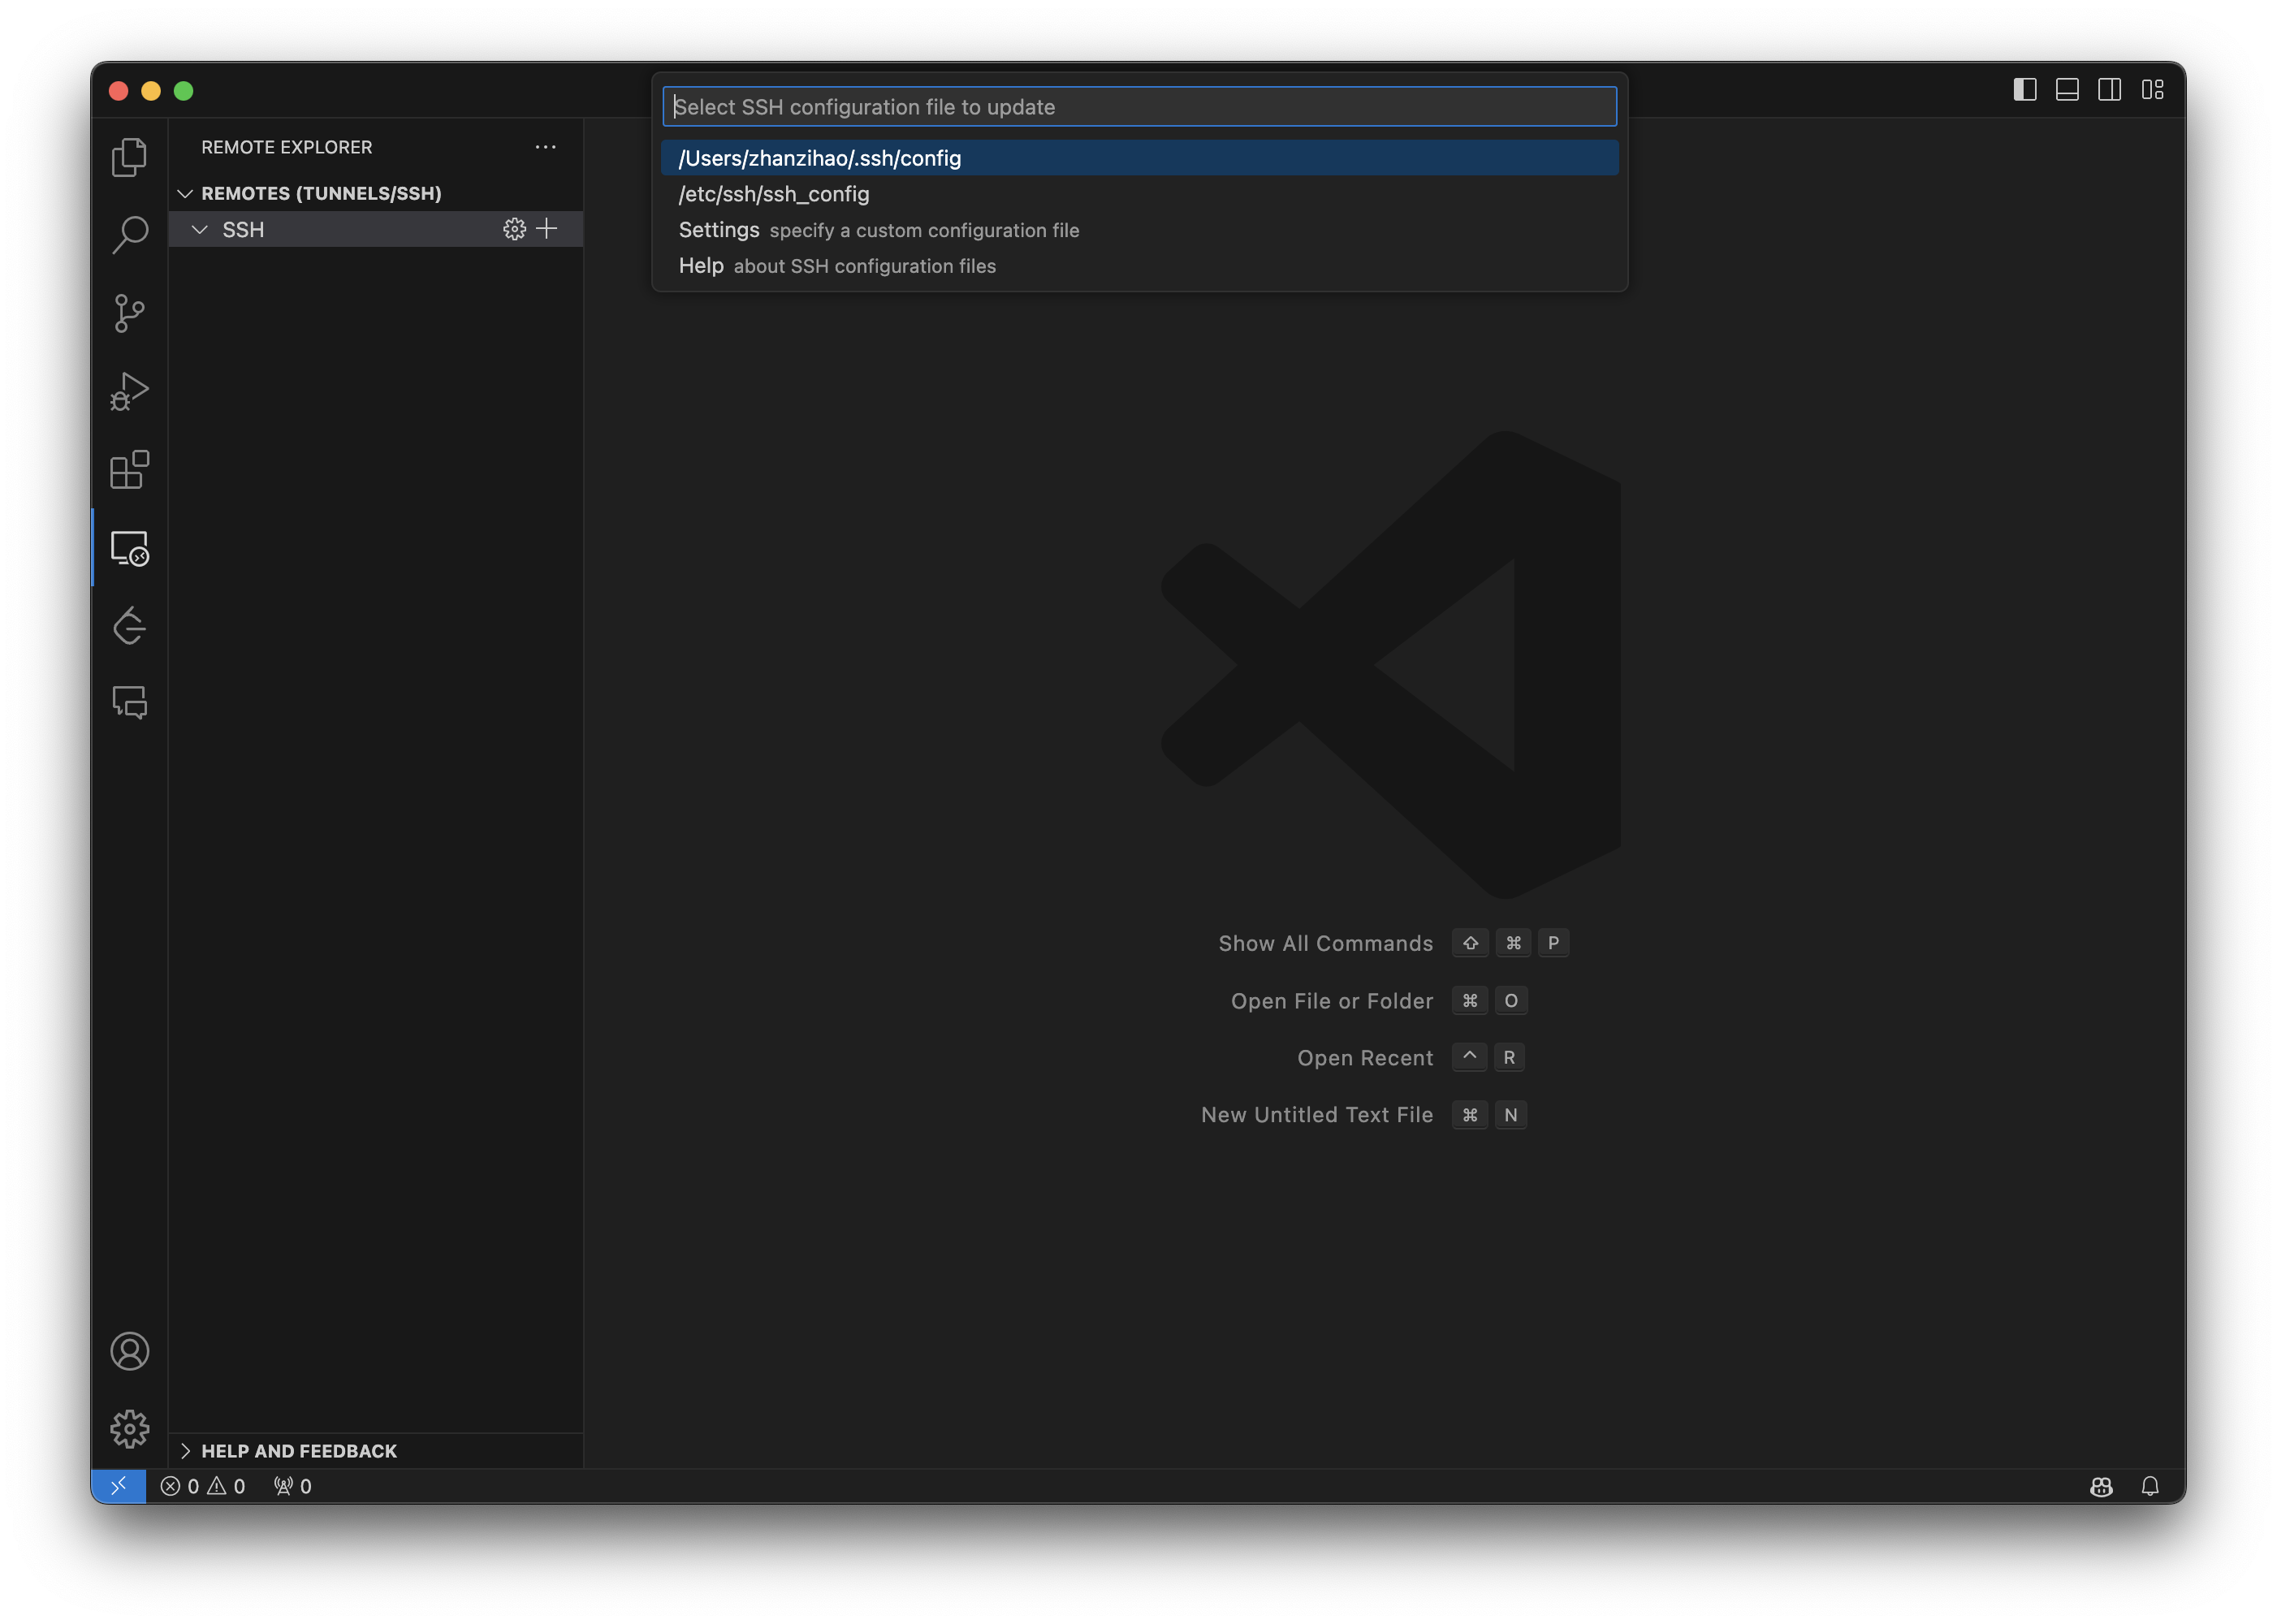 Select SSH configuration file to update
/Users/zhanzihao/.ssh/config
/etc/ssh/ssh_config
Settings specify a custom configuration file
Help about SSH configuration files
REMOTE EXPLORER
REMOTES (TUNNELS/SSH)
SSH
Show All Commands ⇧ ⌘ P
Open File or Folder ⌘ O
Open Recent ^ R
New Untitled Text File ⌘ N
HELP AND FEEDBACK
0 0 0